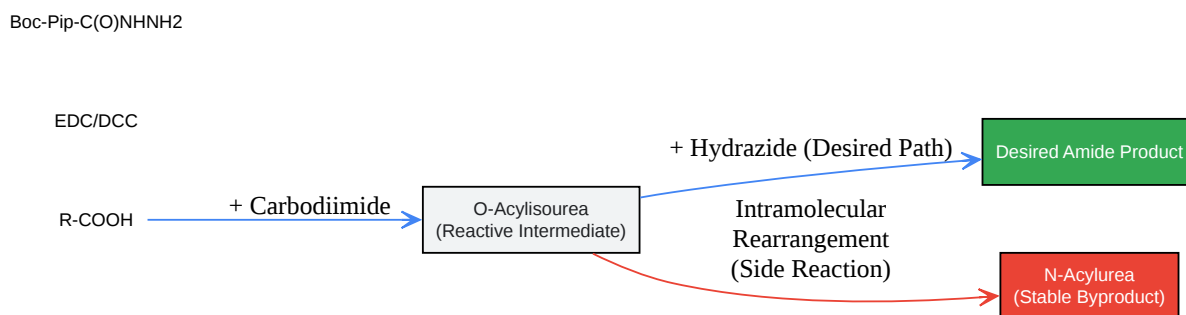 Boc-Pip-C(O)NHNH2
EDC/DCC
R-COOH
+ Carbodiimide
O-Acylisourea
(Reactive Intermediate)
+ Hydrazide (Desired Path)
Desired Amide Product
Intramolecular
Rearrangement
(Side Reaction)
N-Acylurea
(Stable Byproduct)